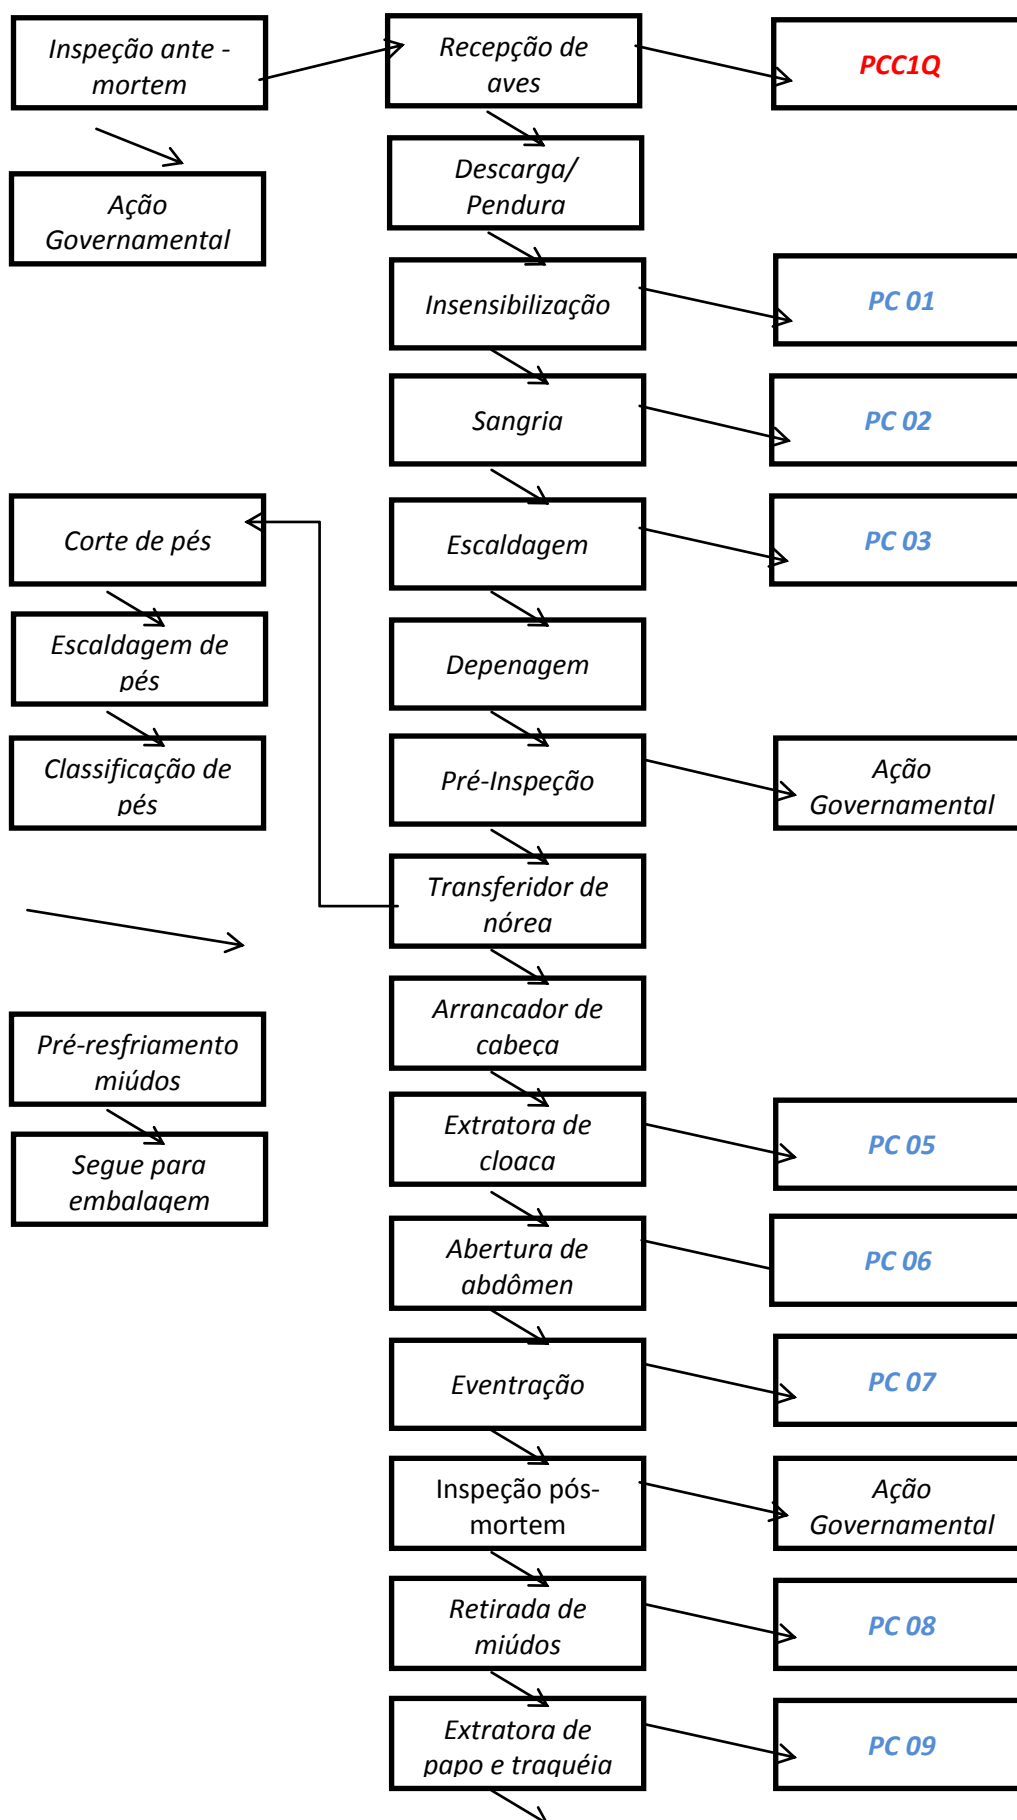 Inspeção ante -
mortem
Recepção de
aves
PCC1Q
Descarga/
Pendura
Ação
Governamental
Insensibilização
PC 01
Sangria
PC 02
Corte de pés
Escaldagem
PC 03
Escaldagem de
pés
Depenagem
Classificação de
pés
Pré-Inspeção
Ação
Governamental
Transferidor de
nórea
Arrancador de
cabeça
Pré-resfriamento
miúdos
Extratora de
cloaca
PC 05
Segue para
embalagem
Abertura de
abdômen
PC 06
Eventração
PC 07
Inspeção pós-
mortem
Ação
Governamental
Retirada de
miúdos
PC 08
Extratora de
papo e traquéia
PC 09